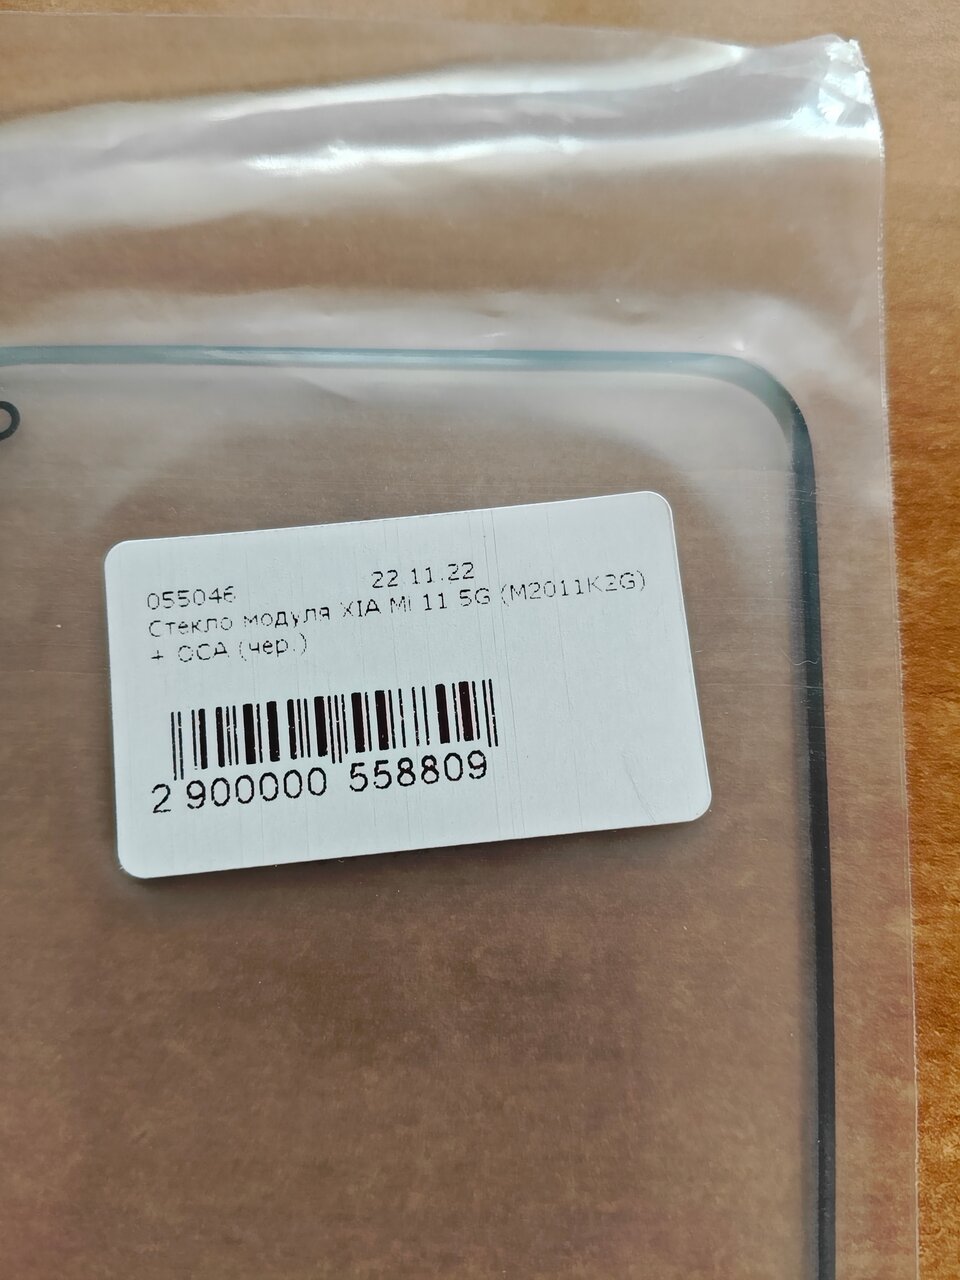 055046 22.11.22
Стекло модуля XIA Mi 11 5G (M2011K2G)
+ OCA (чер.)
2 900000 558809